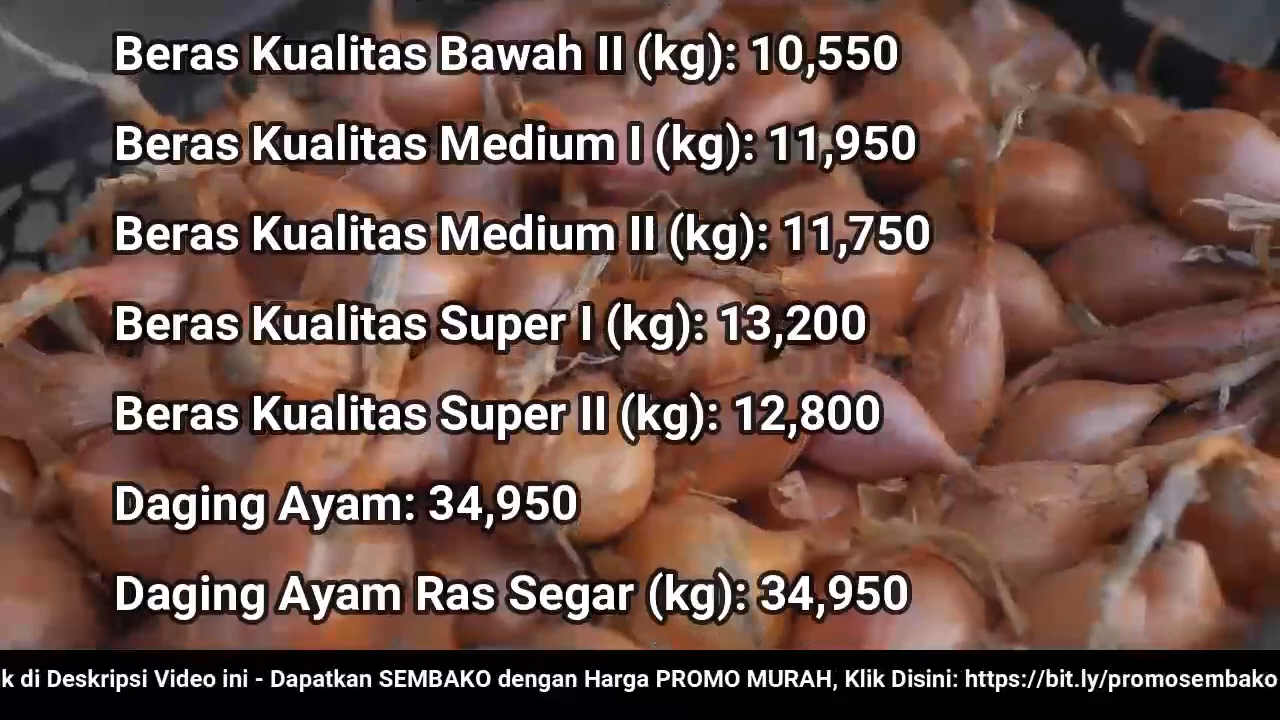 Beras Kualitas Bawah II (kg): 10,550
Beras Kualitas Medium I (kg): 11,950
Beras Kualitas Medium II (kg): 11,750
Beras Kualitas Super I (kg): 13,200
Beras Kualitas Super II (kg): 12,800
Daging Ayam: 34,950
Daging Ayam Ras Segar (kg): 34,950
k di Deskripsi Video ini - Dapatkan SEMBAKO dengan Harga PROMO MURAH, Klik Disini: https://bit.ly/promosembako